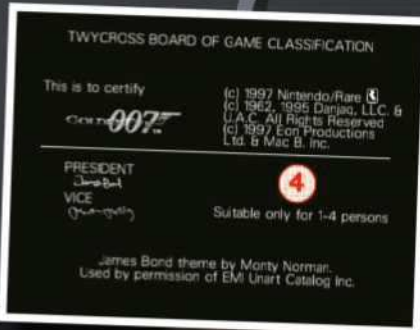 TWYCROSS BOARD OF GAME CLASSIFICATION
This is to certify
007
(c) 1997 Nintendo/Rare R
(c) 1962, 1995 Danjaq, LLC. &
U.A.C. All Rights Reserved
(c) 1997 Eon Productions
Ltd. & Mac B. Inc.
PRESIDENT
VICE
4
Suitable only for 1-4 persons
James Bond theme by Monty Norman.
Used by permission of EMI Unart Catalog Inc.